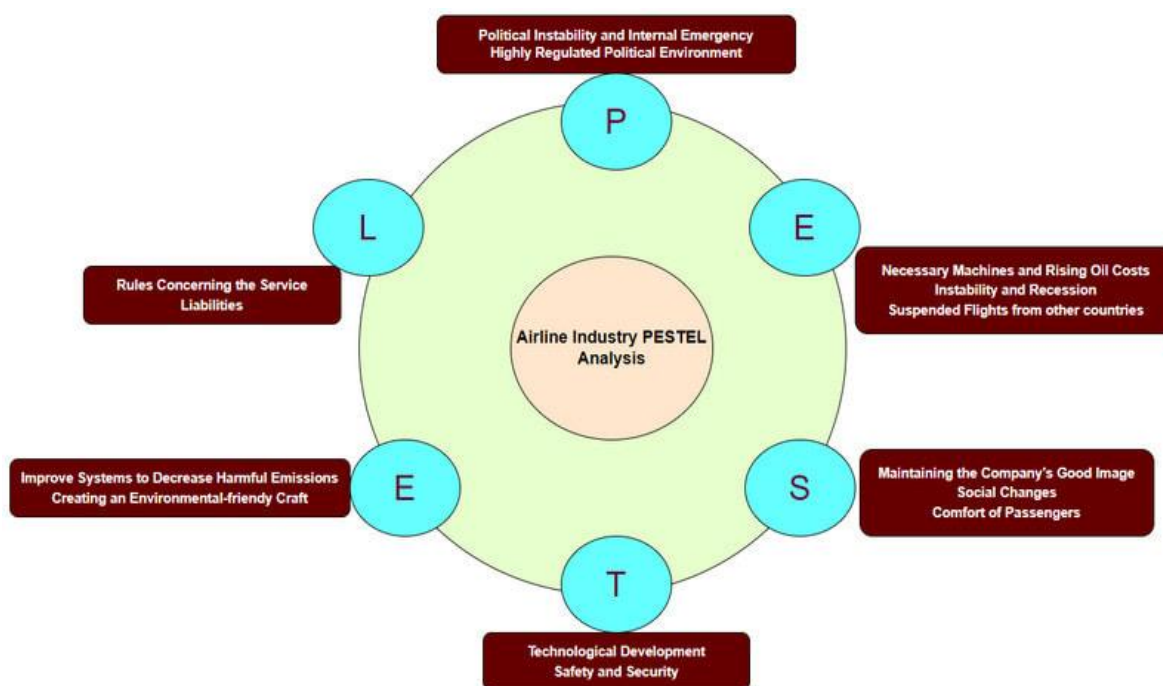 Political Instability and Internal Emergency
Highly Regulated Political Environment
P
E
Necessary Machines and Rising Oil Costs
Instability and Recession
Suspended Flights from other countries
S
Maintaining the Company's Good Image
Social Changes
Comfort of Passengers
T
Technological Development
Safety and Security
E
Improve Systems to Decrease Harmful Emissions
Creating an Environmental-friendy Craft
L
Rules Concerning the Service
Liabilities
Airline Industry PESTEL
Analysis